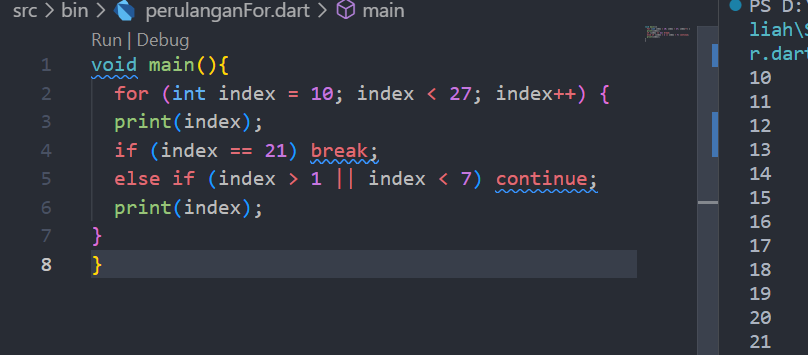 src > bin > perulanganFor.dart > main
Run | Debug
1 void main(){
2 for (int index = 10; index < 27; index++) {
3 print(index);
4 if (index == 21) break;
5 else if (index > 1 || index < 7) continue;
6 print(index);
7 }
8 }
PS D:\
liah\S
r.dart
10
11
12
13
14
15
16
17
18
19
20
21